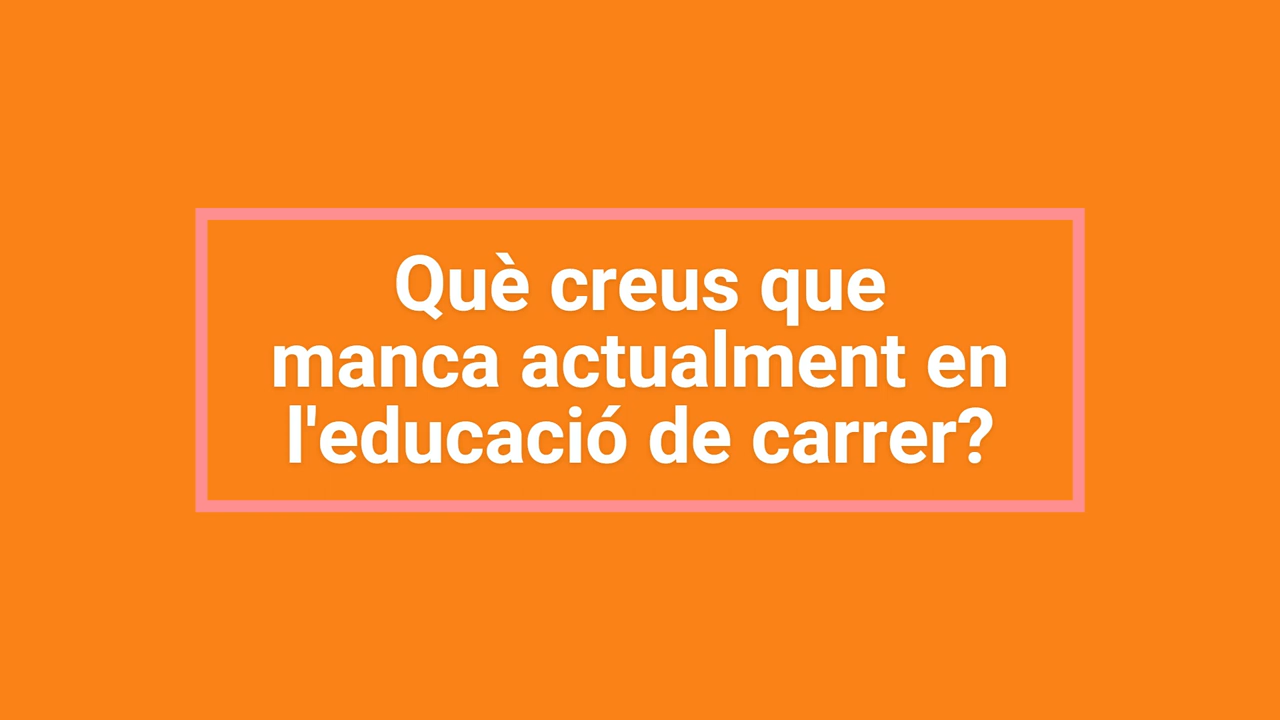 Què creus que
manca actualment en
l'educació de carrer?